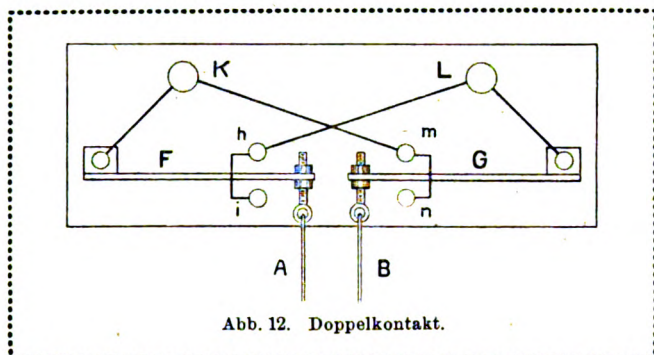 K L
h m
F G
i n
A B
Abb. 12. Doppelkontakt.